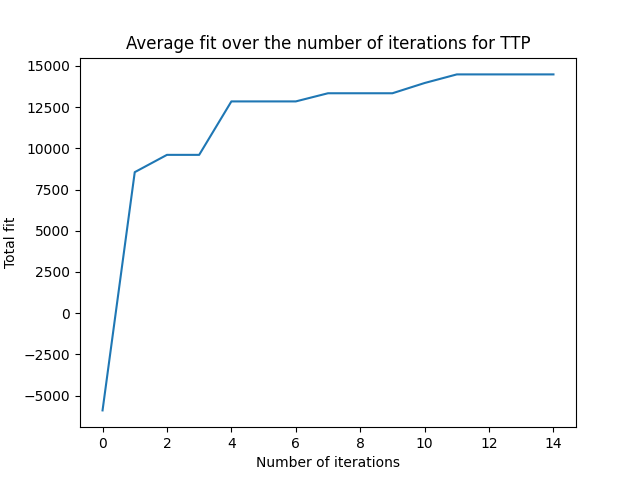 Average fit over the number of iterations for TTP
15000
12500
10000
7500
5000
2500
0
−2500
−5000
Total fit
0 2 4 6 8 10 12 14
Number of iterations